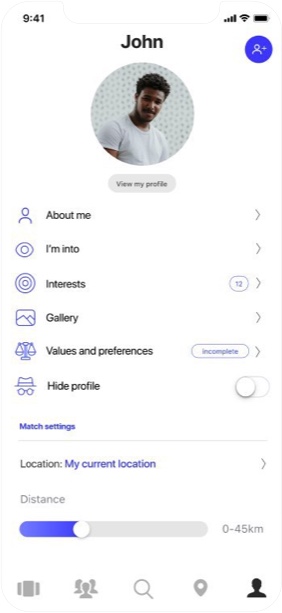 9:41
John
View my profile
About me
I'm into
Interests 12
Gallery
Values and preferences Incomplete
Hide profile
Match settings
Location: My current location
Distance
0-45km